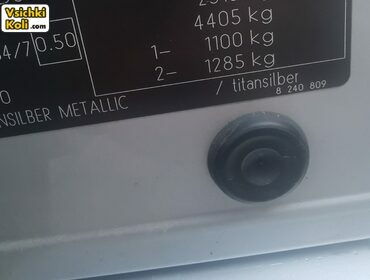 Vsichki
Koli.com
4405 kg
4/7 0.50
1– 1100 kg
2– 1285 kg
0
NSILBER METALLIC
/ titansilber
8 240 809